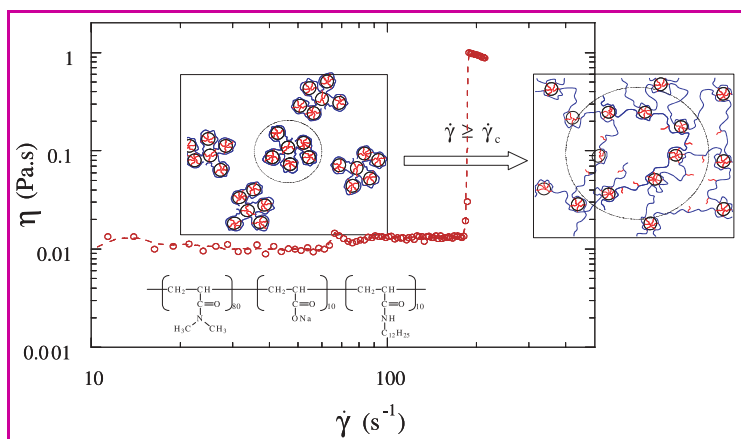 1
0.1
0.01
0.001
η (Pa.s)
γ̇ ≥ γ̇c
CH2 CH 80 CH2 CH 10 CH2 CH 10
C=O C=O C=O
N ONa NH
H3C CH3 C12H25
10 100
γ̇ (s-1)